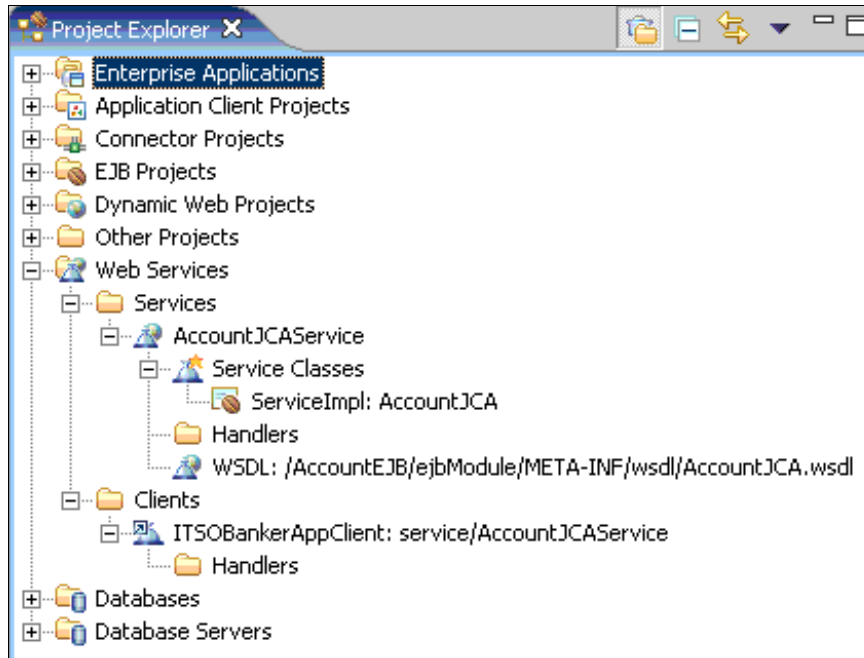 Project Explorer
Enterprise Applications
Application Client Projects
Connector Projects
EJB Projects
Dynamic Web Projects
Other Projects
Web Services
Services
AccountJCAService
Service Classes
ServiceImpl: AccountJCA
Handlers
WSDL: /AccountEJB/ejbModule/META-INF/wsdl/AccountJCA.wsdl
Clients
ITSOBankerAppClient: service/AccountJCAService
Handlers
Databases
Database Servers